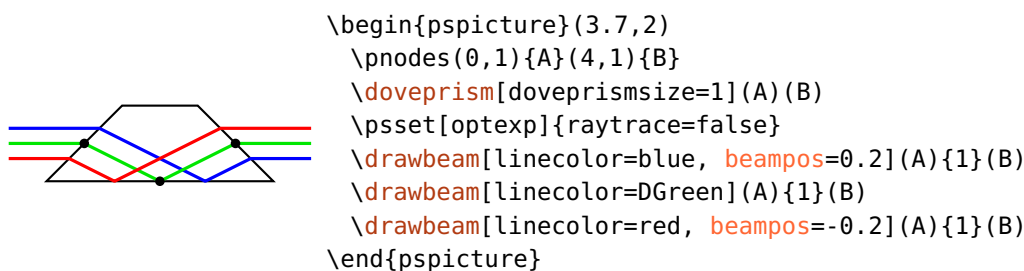 \begin{pspicture}(3.7,2)
\pnodes(0,1){A}(4,1){B}
\doveprism[doveprismsize=1](A)(B)
\psset[optexp]{raytrace=false}
\drawbeam[linecolor=blue, beampos=0.2](A){1}(B)
\drawbeam[linecolor=DGreen](A){1}(B)
\drawbeam[linecolor=red, beampos=-0.2](A){1}(B)
\end{pspicture}